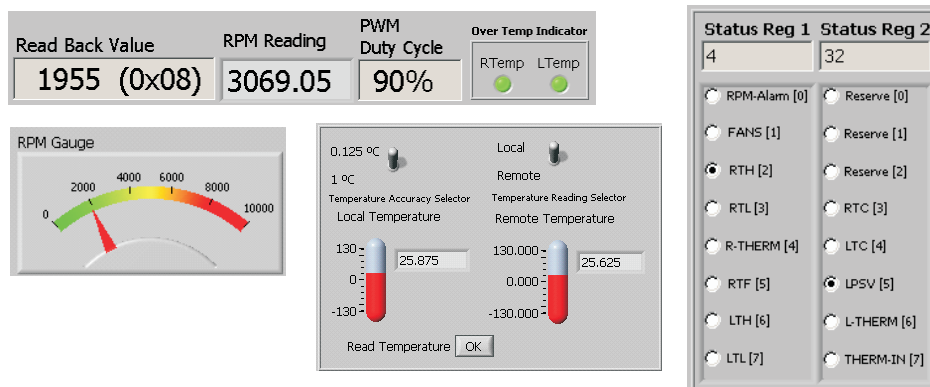 Read Back Value
1955 (0x08)
RPM Reading
3069.05
PWM
Duty Cycle
90%
Over Temp Indicator
RTemp LTemp
RPM Gauge
0 2000 4000 6000 8000 10000
0.125 ºC
1 ºC
Temperature Accuracy Selector
Local
Remote
Temperature Reading Selector
Local Temperature
130
0
-130
25.875
Remote Temperature
130.000
0.000
-130.000
25.625
Read Temperature OK
Status Reg 1
4
RPM-Alarm [0]
FANS [1]
RTH [2]
RTL [3]
R-THERM [4]
RTF [5]
LTH [6]
LTL [7]
Status Reg 2
32
Reserve [0]
Reserve [1]
Reserve [2]
RTC [3]
LTC [4]
LPSV [5]
L-THERM [6]
THERM-IN [7]